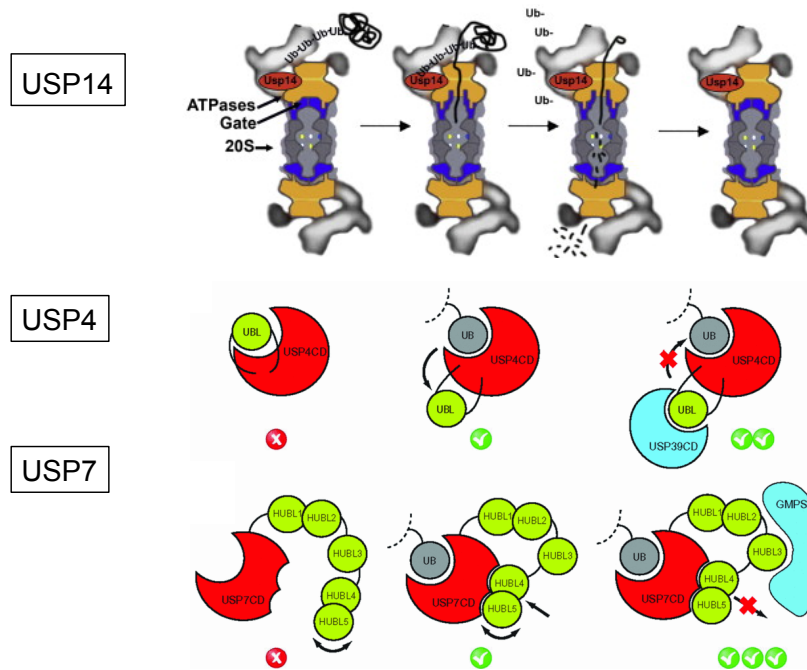 USP14
Ub-Ub-Ub-Ub-
Usp14
ATPases
Gate
20S
Ub-Ub-Ub-Ub-
Usp14
Ub-
Ub-
Ub-
Ub-
Usp14
Usp14
USP4
UBL
USP4CD
UB
USP4CD
UBL
UB
USP4CD
UBL
USP39CD
USP7
HUBL1
HUBL2
HUBL3
HUBL4
HUBL5
USP7CD
UB
HUBL1
HUBL2
HUBL3
HUBL4
HUBL5
USP7CD
UB
HUBL1
HUBL2
HUBL3
HUBL4
HUBL5
USP7CD
GMPS